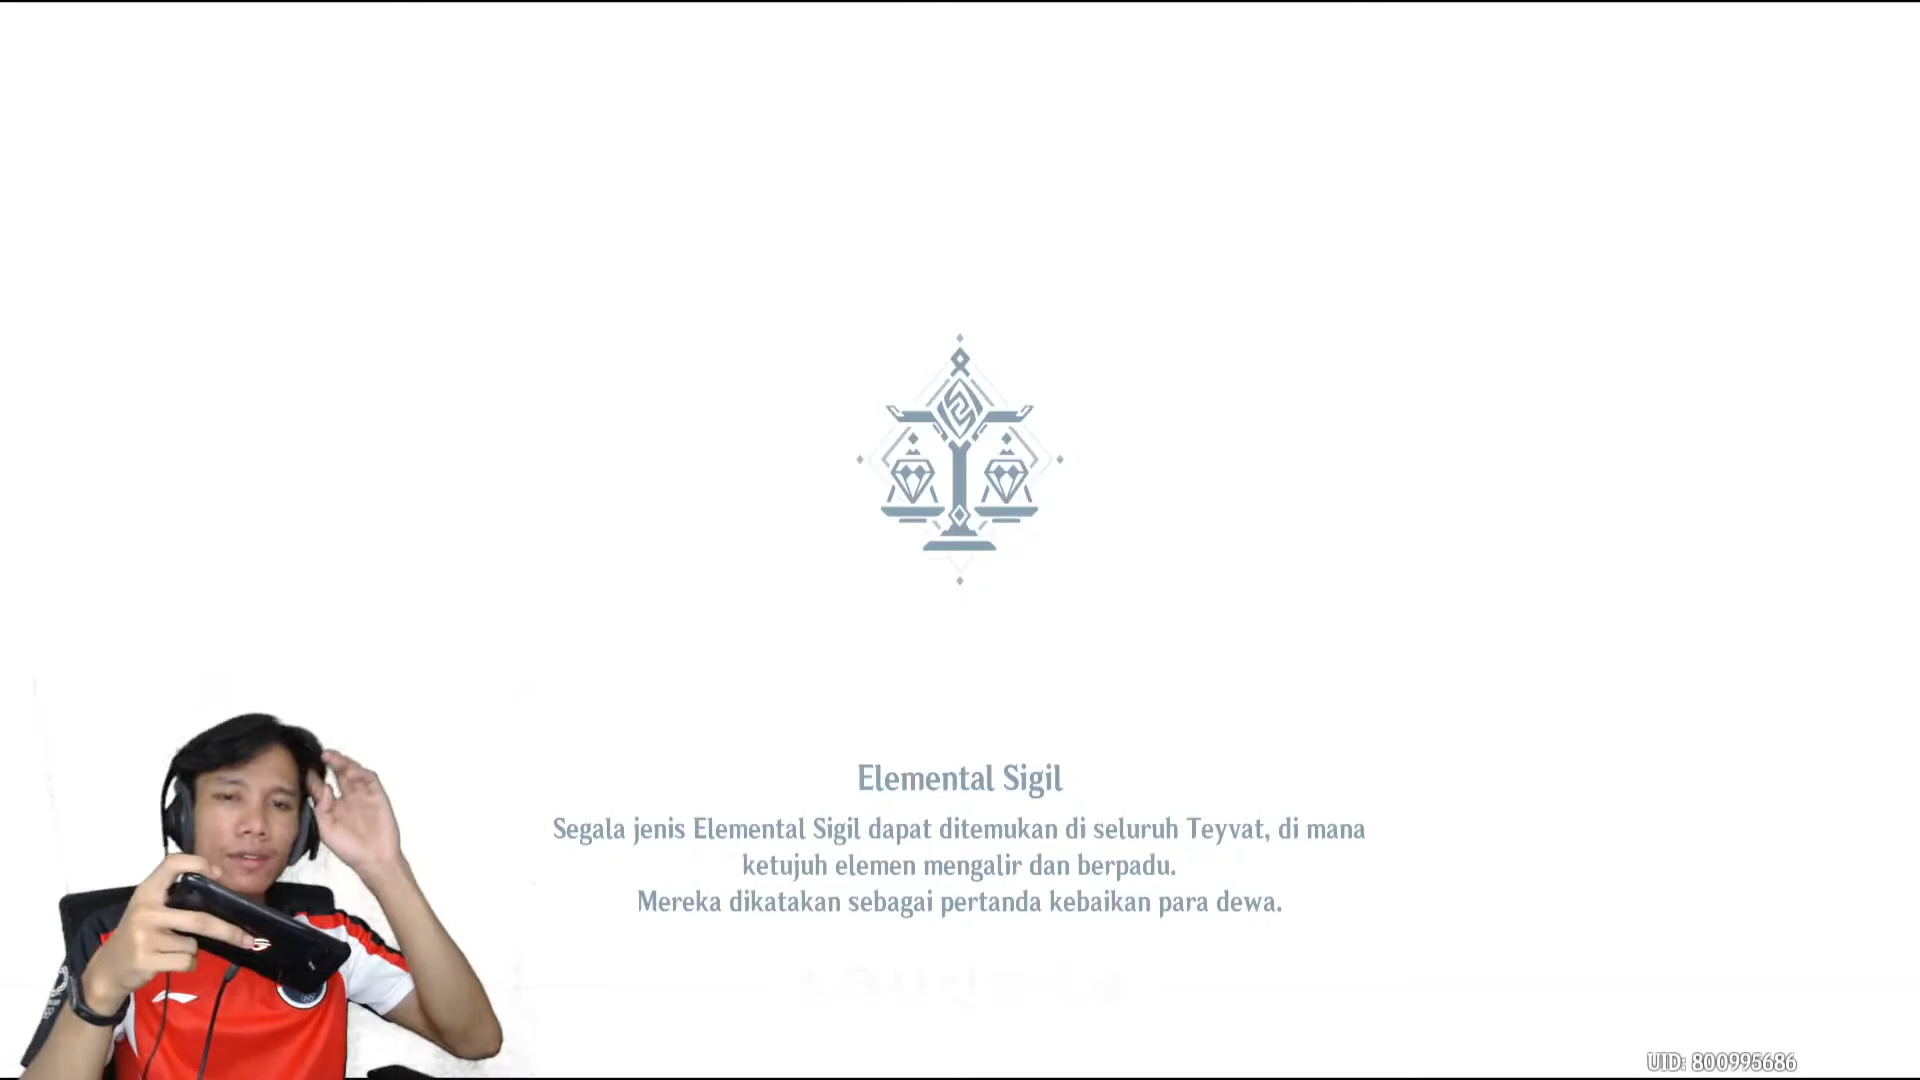 Elemental Sigil
Segala jenis Elemental Sigil dapat ditemukan di seluruh Teyvat, di mana
ketujuh elemen mengalir dan berpadu.
Mereka dikatakan sebagai pertanda kebaikan para dewa.
UID: 800995686